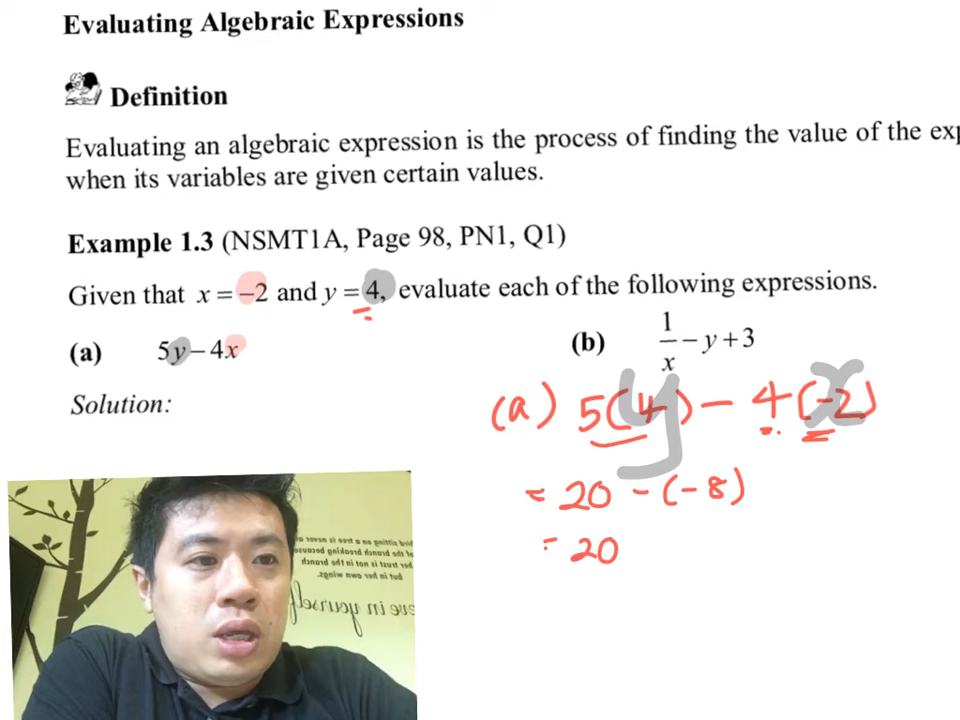 Evaluating Algebraic Expressions
Definition
Evaluating an algebraic expression is the process of finding the value of the exp
when its variables are given certain values.
Example 1.3 (NSMT1A, Page 98, PN1, Q1)
Given that x = –2 and y = 4, evaluate each of the following expressions.
(a) 5y – 4x
(b) 1/x – y + 3
Solution:
(a) 5(4) – 4(-2)
y x
= 20 - (-8)
= 20